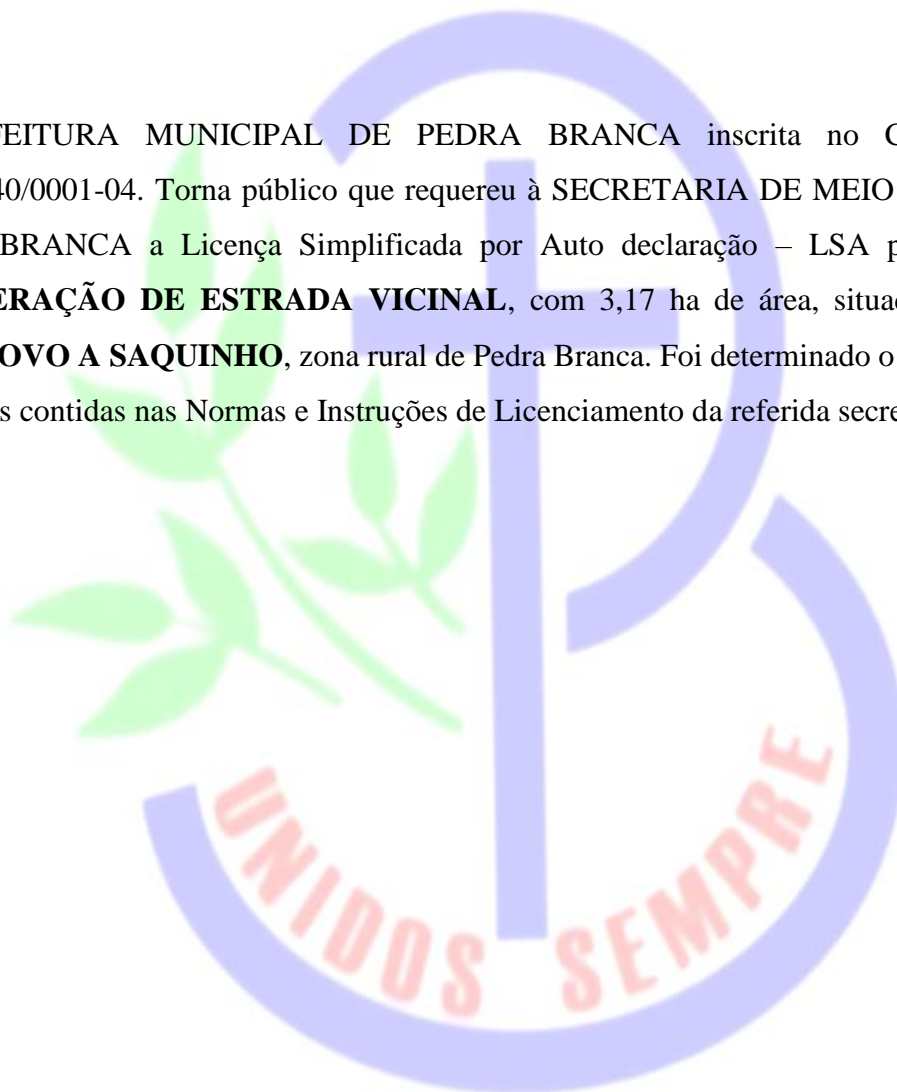 FEITURA MUNICIPAL DE PEDRA BRANCA inscrita no C
40/0001-04. Torna público que requereu à SECRETARIA DE MEIO
BRANCA a Licença Simplificada por Auto declaração – LSA p
ERAÇÃO DE ESTRADA VICINAL, com 3,17 ha de área, situad
OVO A SAQUINHO, zona rural de Pedra Branca. Foi determinado o
s contidas nas Normas e Instruções de Licenciamento da referida secre
UNIDOS SEMPRE